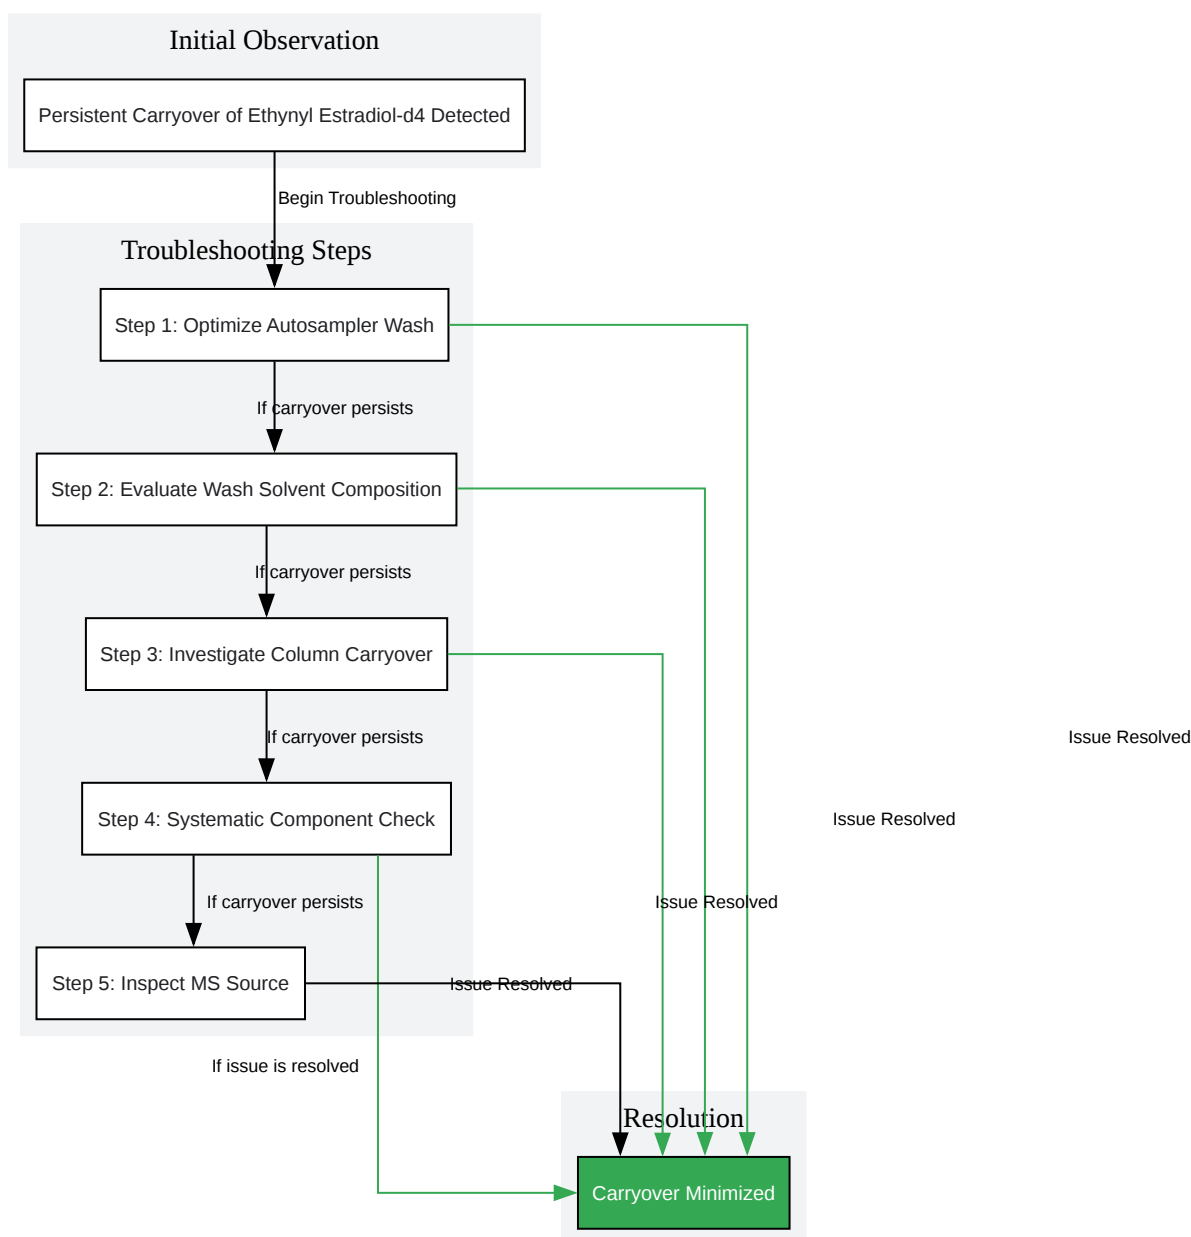 Initial Observation
Persistent Carryover of Ethynyl Estradiol-d4 Detected
Begin Troubleshooting
Troubleshooting Steps
Step 1: Optimize Autosampler Wash
If carryover persists
Step 2: Evaluate Wash Solvent Composition
If carryover persists
Step 3: Investigate Column Carryover
If carryover persists
Issue Resolved
Step 4: Systematic Component Check
Issue Resolved
If carryover persists
Issue Resolved
Step 5: Inspect MS Source
Issue Resolved
If issue is resolved
Resolution
Carryover Minimized